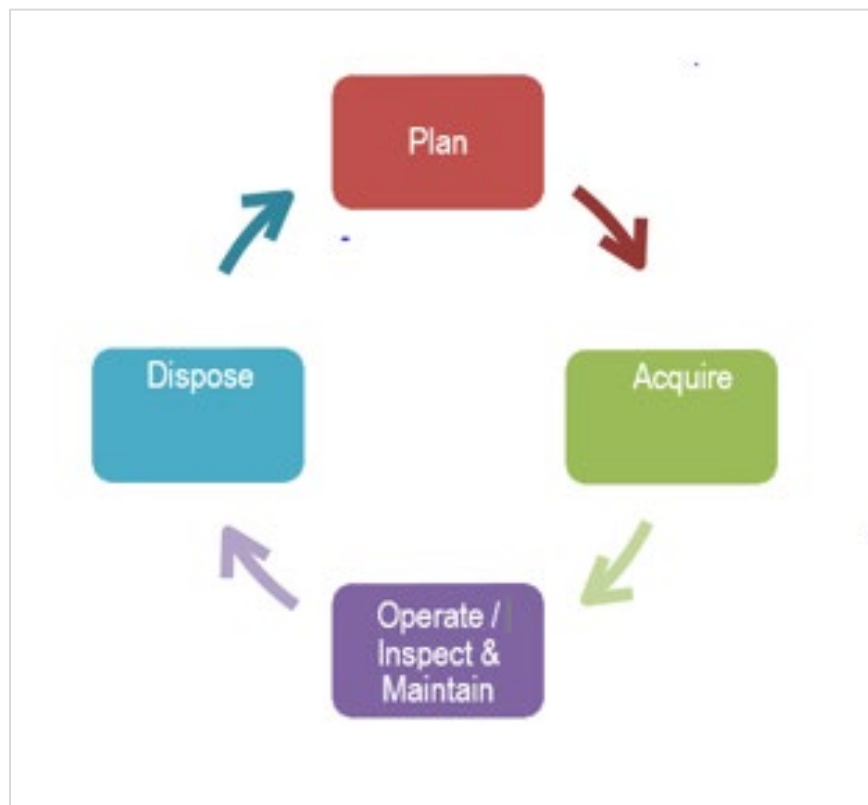 Plan
Acquire
Operate /
Inspect &
Maintain
Dispose